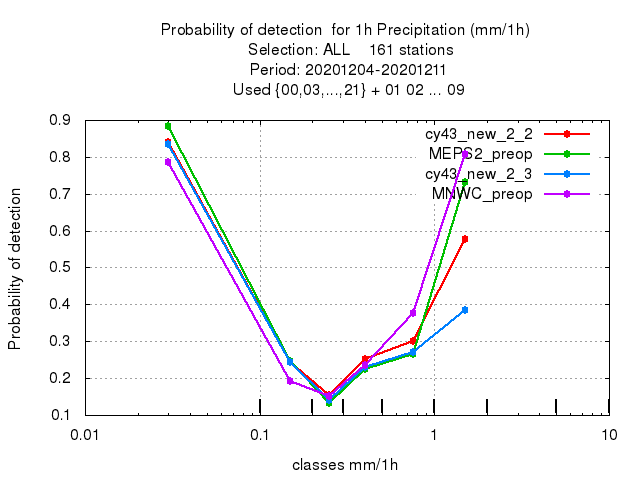 Probability of detection  for 1h Precipitation (mm/1h)
Selection: ALL    161 stations
Period: 20201204-20201211
Used {00,03,...,21} + 01 02 ... 09
cy43_new_2_2
MEPS2_preop
cy43_new_2_3
MNWC_preop
Probability of detection
0.9
0.8
0.7
0.6
0.5
0.4
0.3
0.2
0.1
0.01 0.1 1 10
classes mm/1h